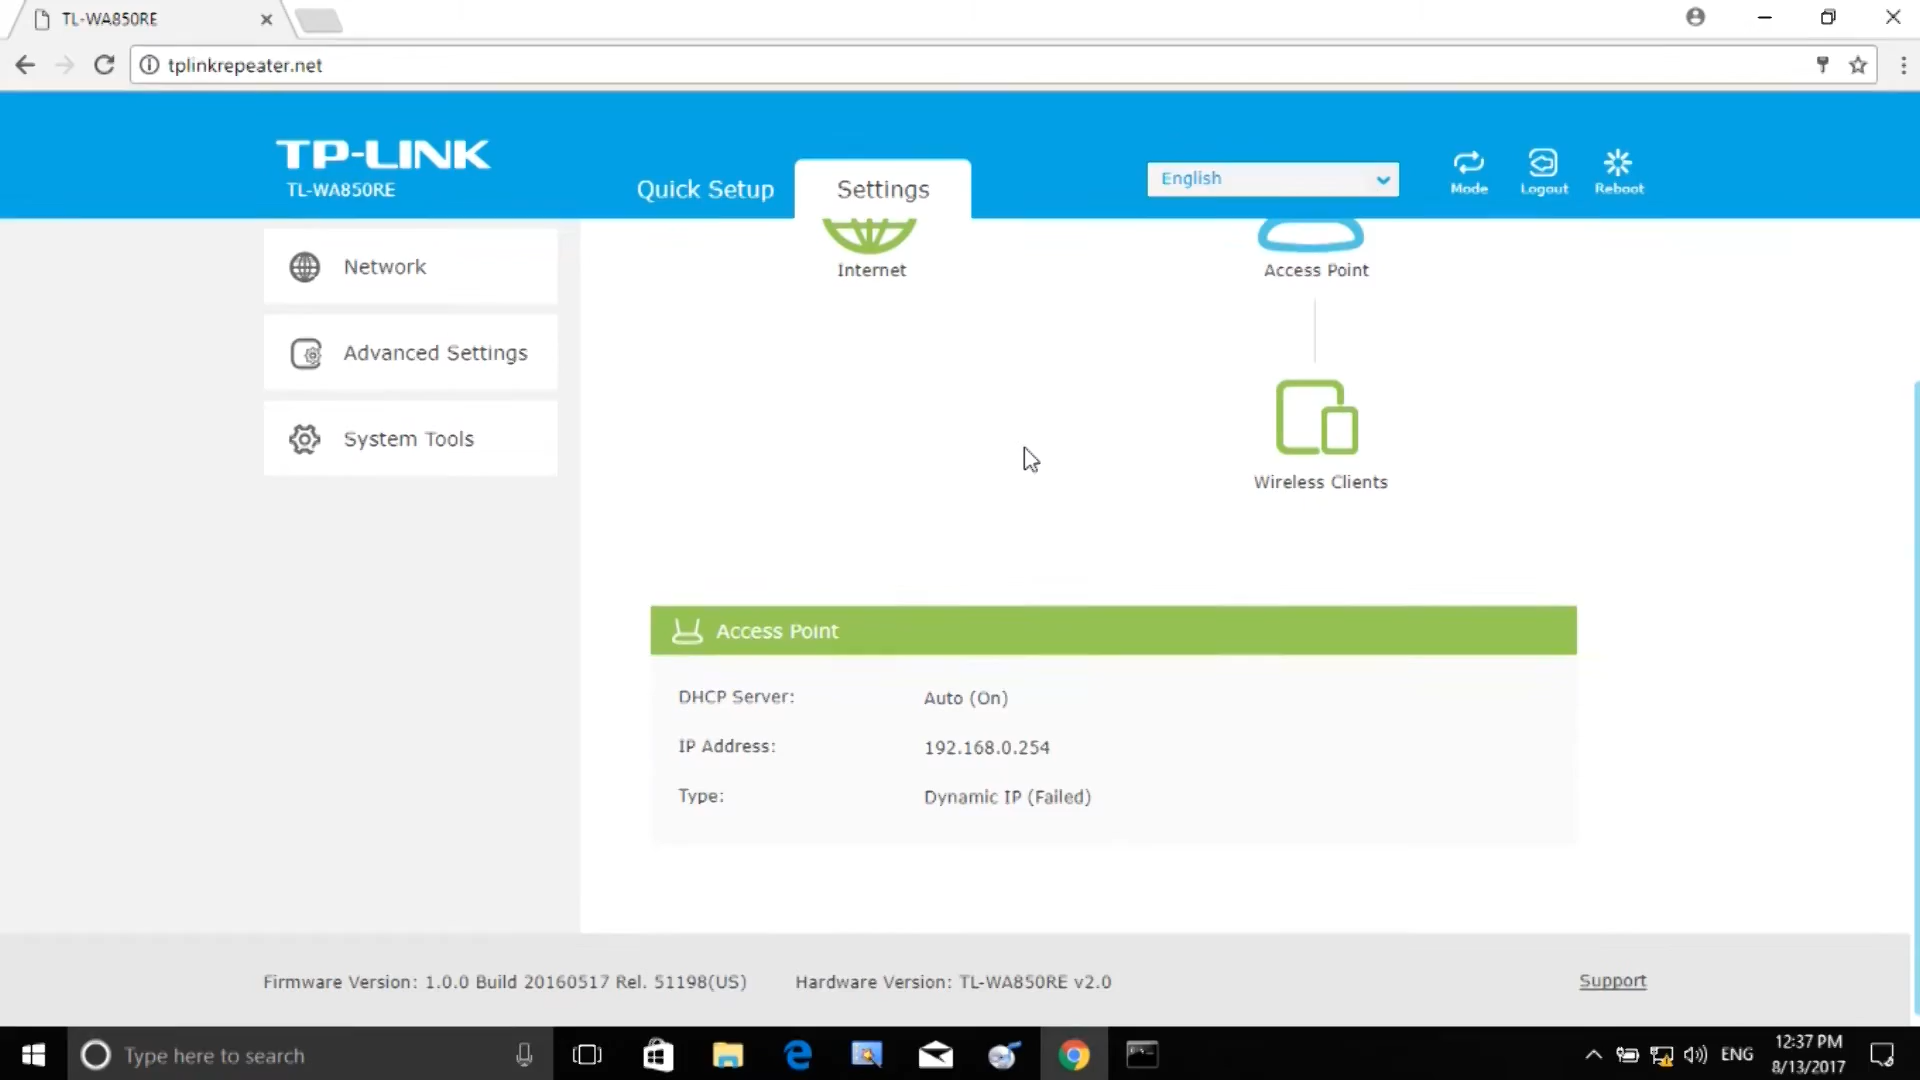 TL-WA850RE
tplinkrepeater.net
TP-LINK
TL-WA850RE
Quick Setup
Settings
English
Mode
Logout
Reboot
Network
Advanced Settings
System Tools
Internet
Access Point
Wireless Clients
Access Point
DHCP Server: Auto (On)
IP Address: 192.168.0.254
Type: Dynamic IP (Failed)
Firmware Version: 1.0.0 Build 20160517 Rel. 51198(US)
Hardware Version: TL-WA850RE v2.0
Support
Type here to search
ENG
12:37 PM
8/13/2017